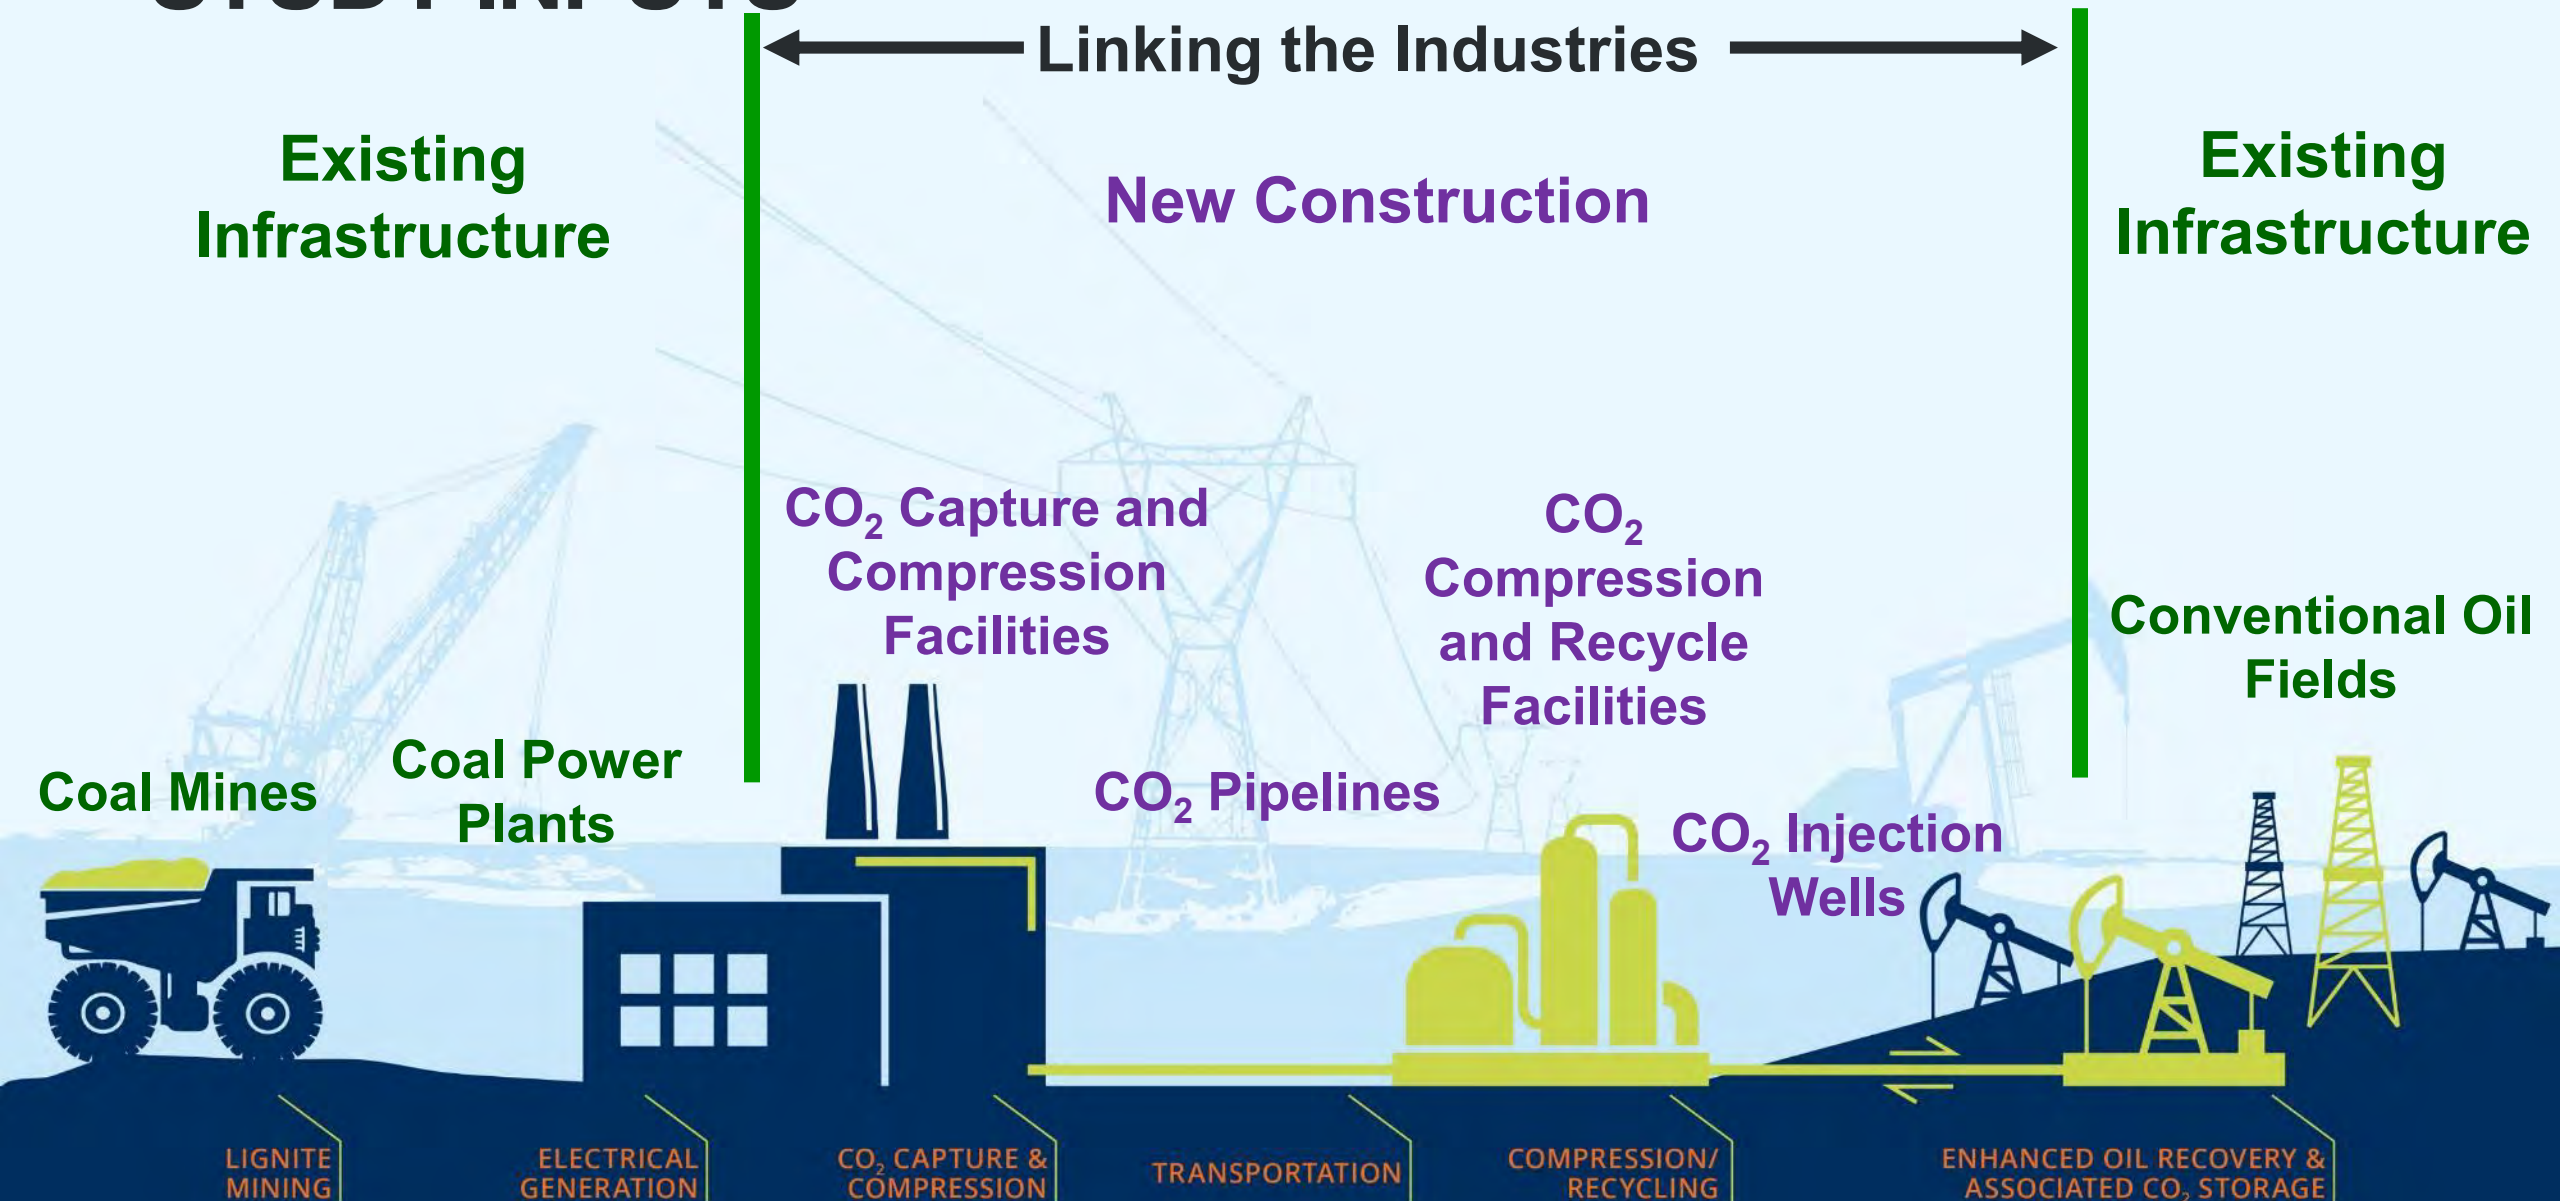 STUDY INPUTS
Linking the Industries
Existing
Infrastructure
New Construction
Existing
Infrastructure
CO₂ Capture and
Compression
Facilities
CO₂
Compression
and Recycle
Facilities
Conventional Oil
Fields
Coal Mines
Coal Power
Plants
CO₂ Pipelines
CO₂ Injection
Wells
LIGNITE
MINING
ELECTRICAL
GENERATION
CO₂ CAPTURE &
COMPRESSION
TRANSPORTATION
COMPRESSION/
RECYCLING
ENHANCED OIL RECOVERY &
ASSOCIATED CO₂ STORAGE